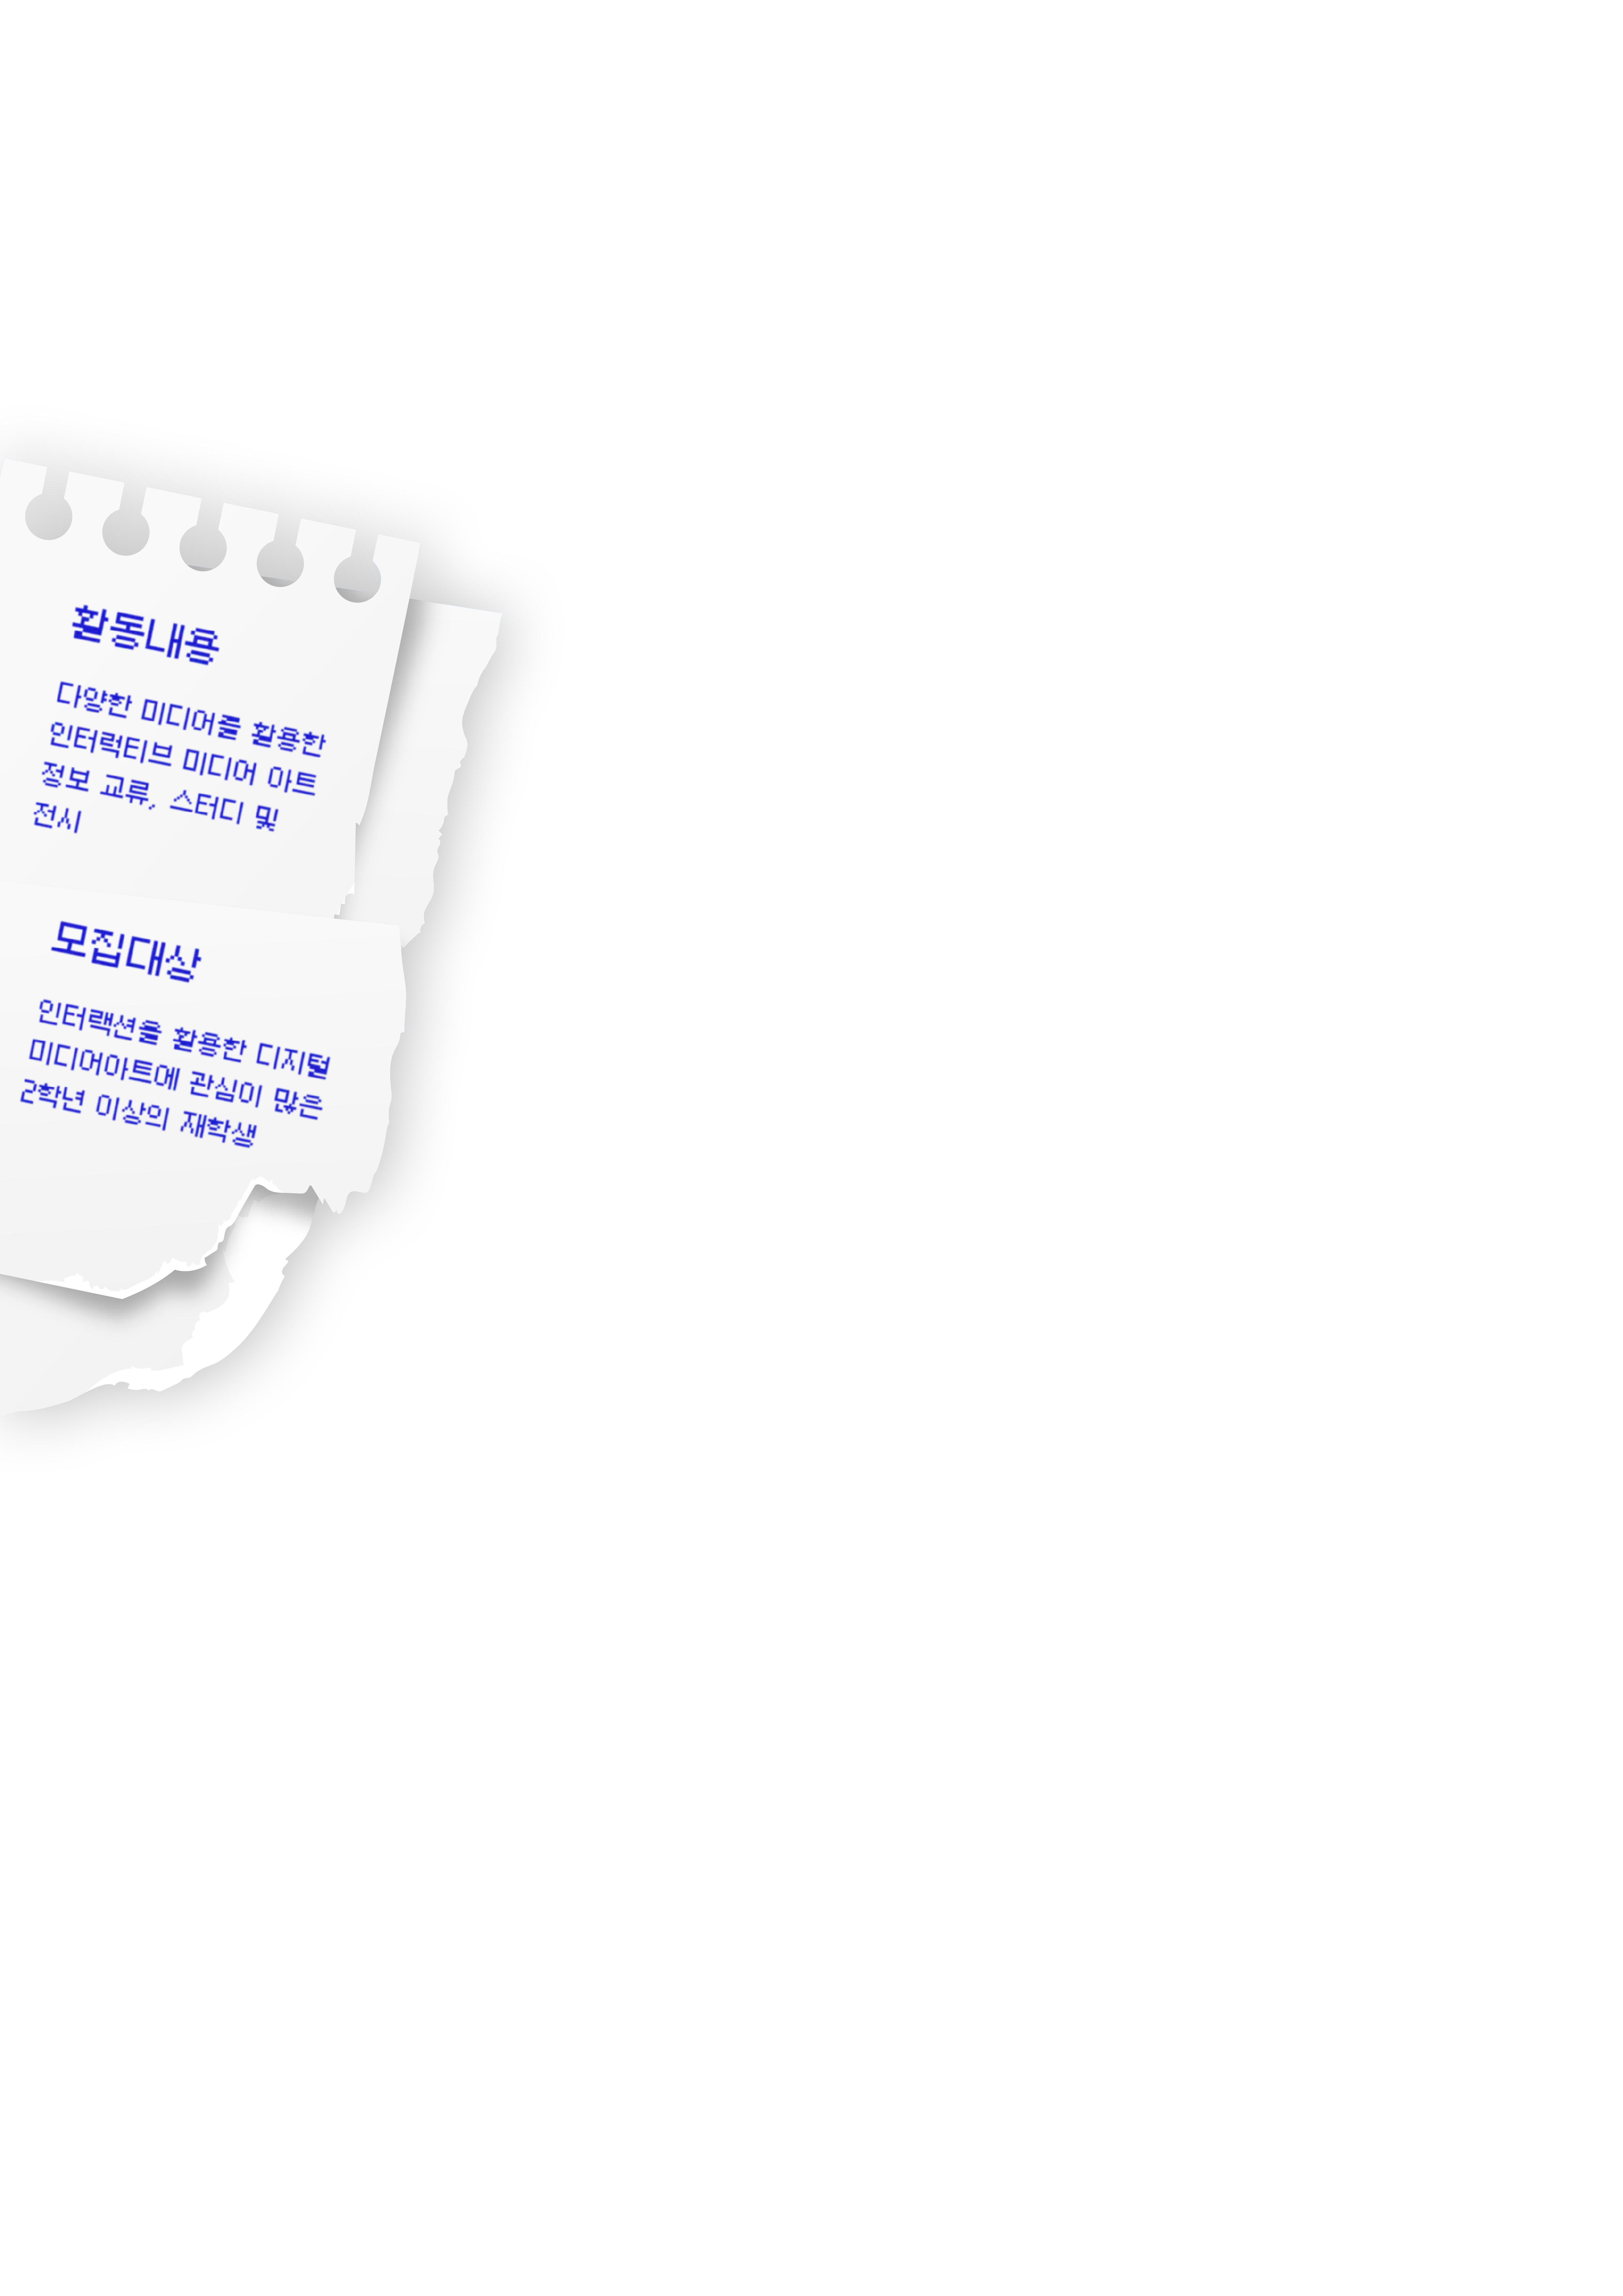 활동내용
다양한 미디어를 활용한
인터럭티브 미디어 아트
정보 교류, 스터디 및
전시
모집대상
인터랙션을 활용한 디지털
미디어아트에 관심이 많은
2학년 이상의 재학생